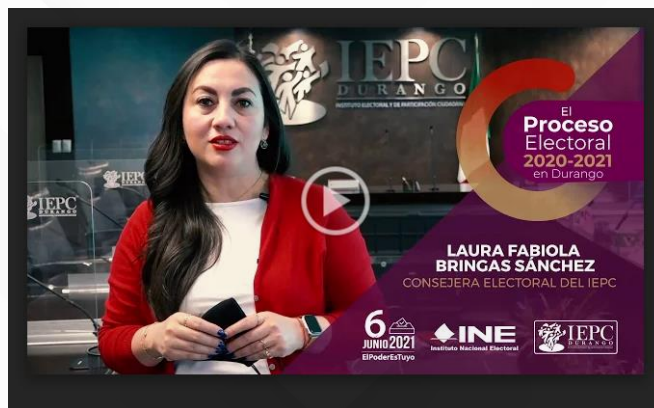 IEPC
DURANGO
INSTITUTO ELECTORAL Y DE PARTICIPACIÓN CIUDADANA
El
Proceso
Electoral
2020-2021
en Durango
IEPC
IEPC
DURANGO
LAURA FABIOLA
BRINGAS SÁNCHEZ
CONSEJERA ELECTORAL DEL IEPC
6
JUNIO 2021
ElPoderEsTuyo
INE
Instituto Nacional Electoral
IEPC
DURANGO